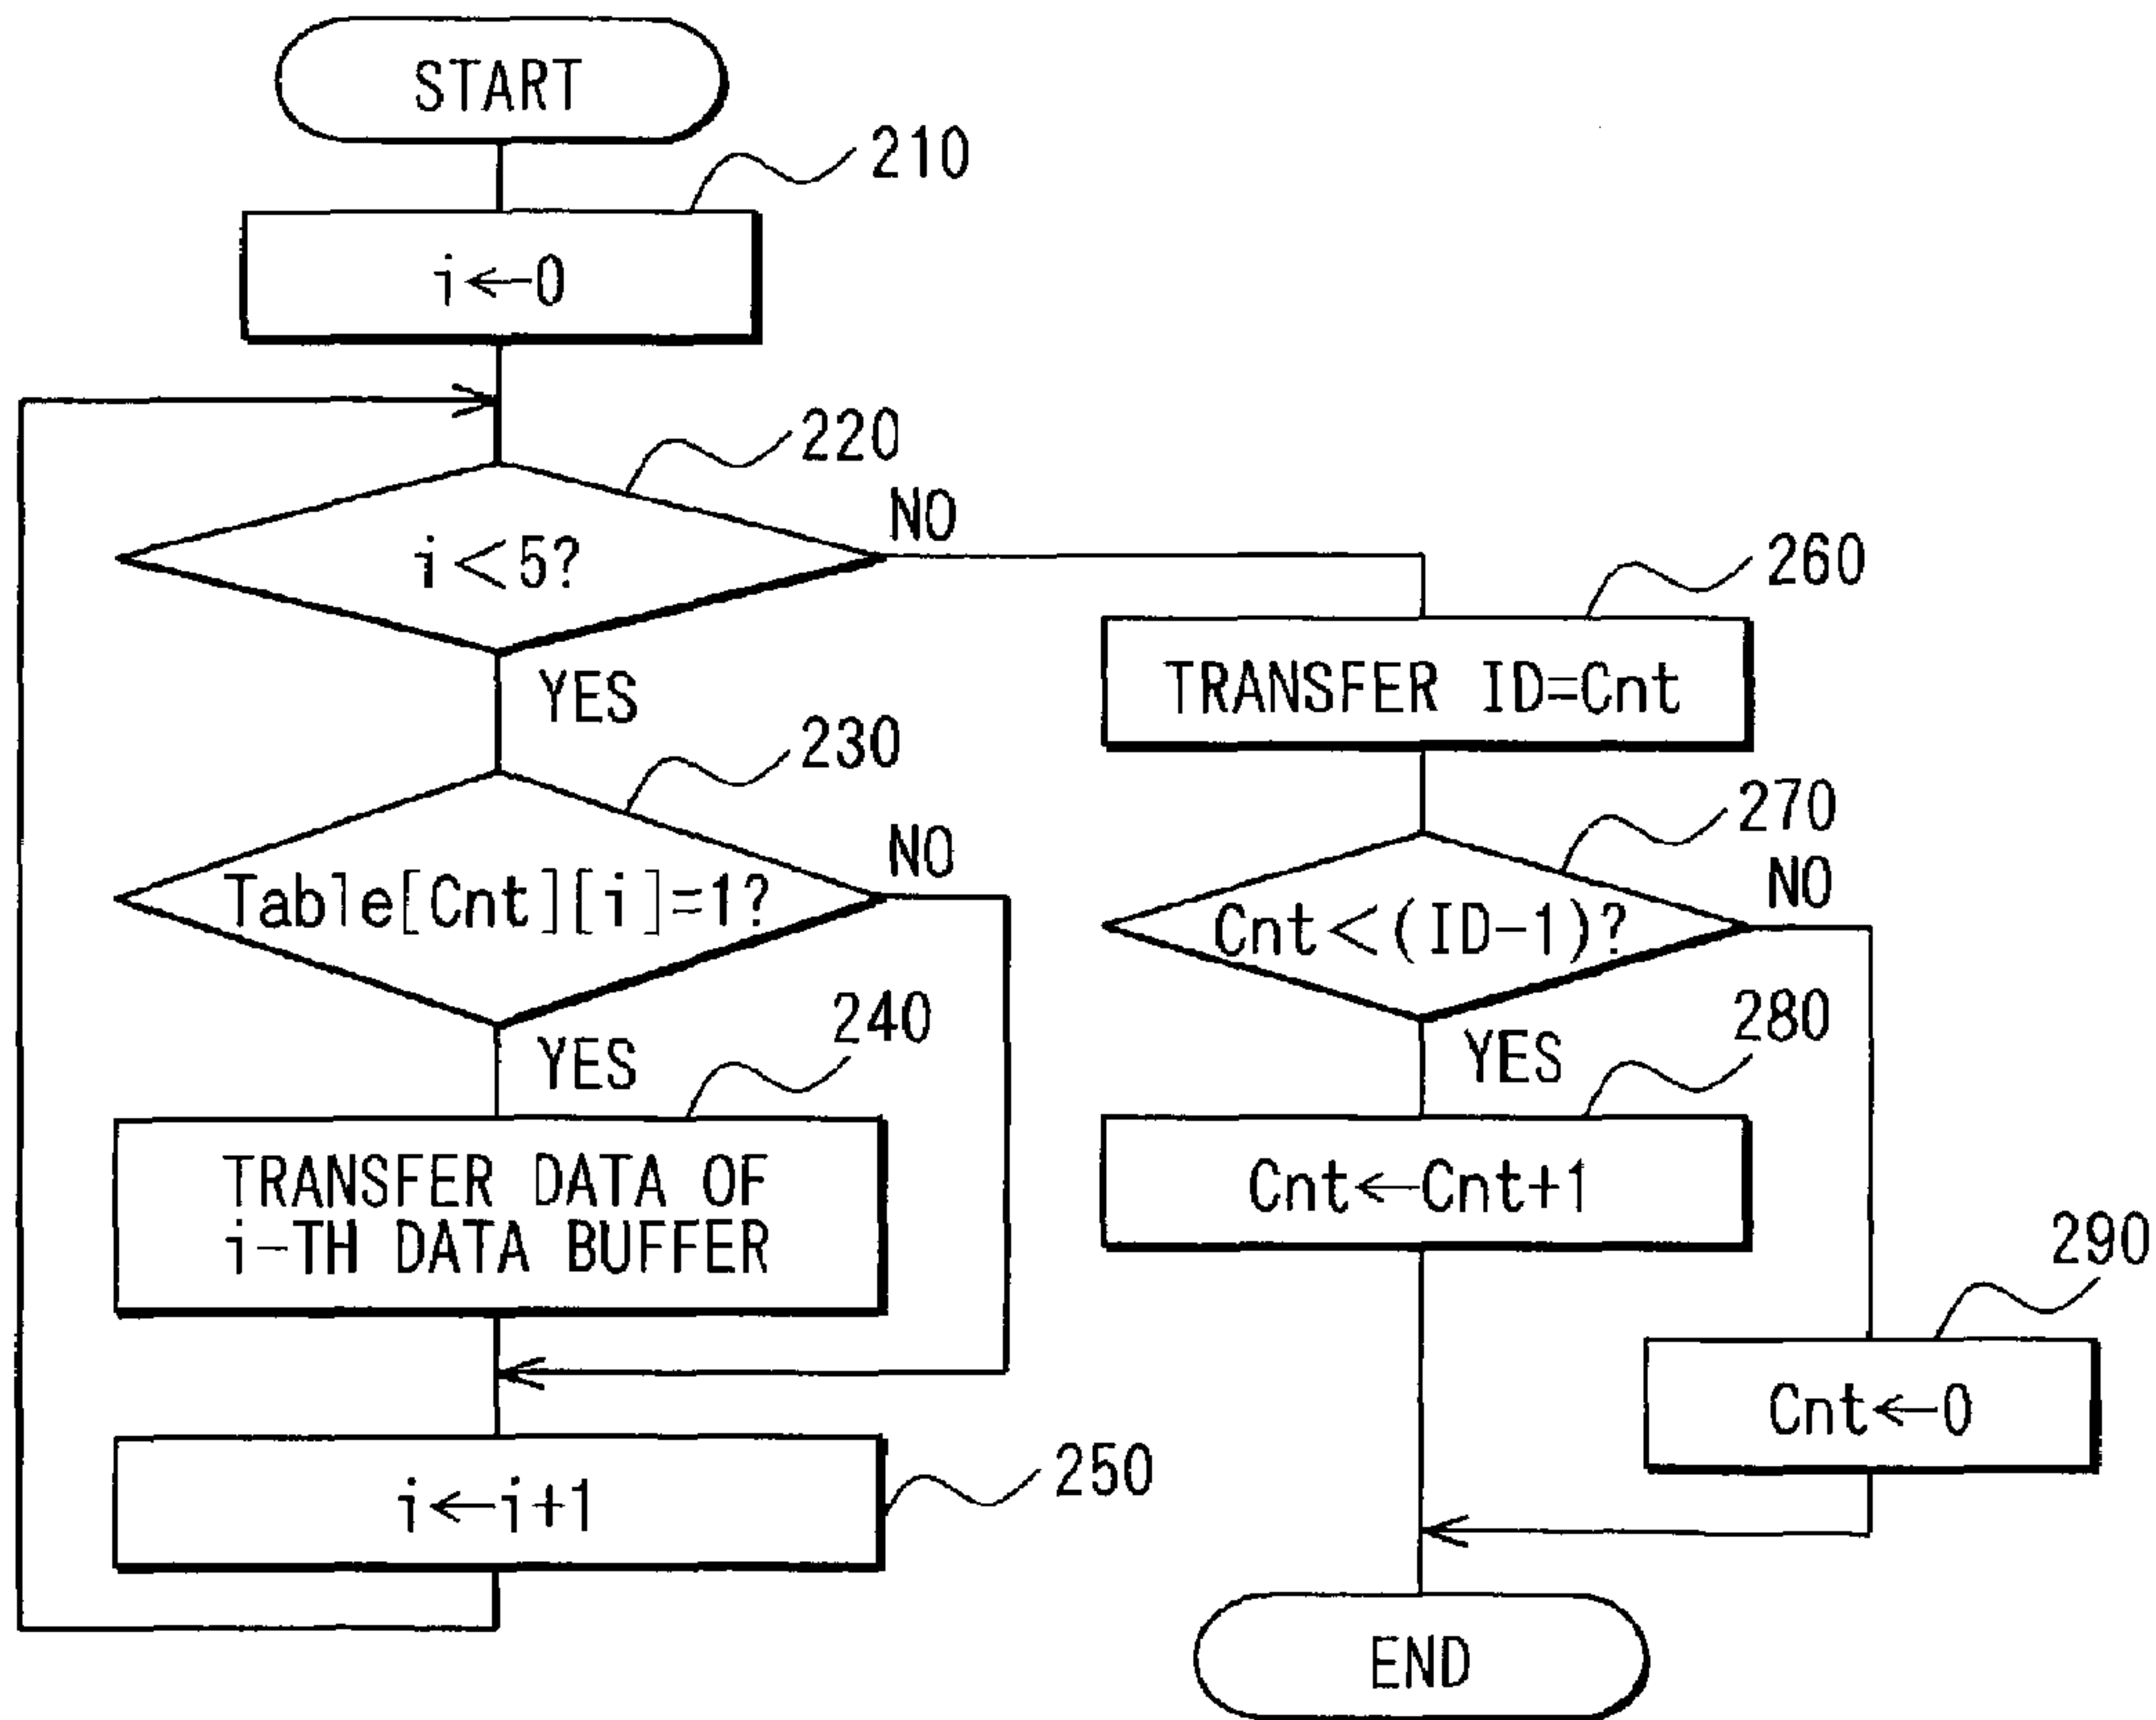 START
210
i←0
220
i<5?
NO
YES
230
Table[Cnt][i]=1?
NO
YES
240
TRANSFER DATA OF
i-TH DATA BUFFER
250
i←i+1
260
TRANSFER ID=Cnt
270
Cnt<(ID-1)?
NO
YES
280
Cnt←Cnt+1
290
Cnt←0
END